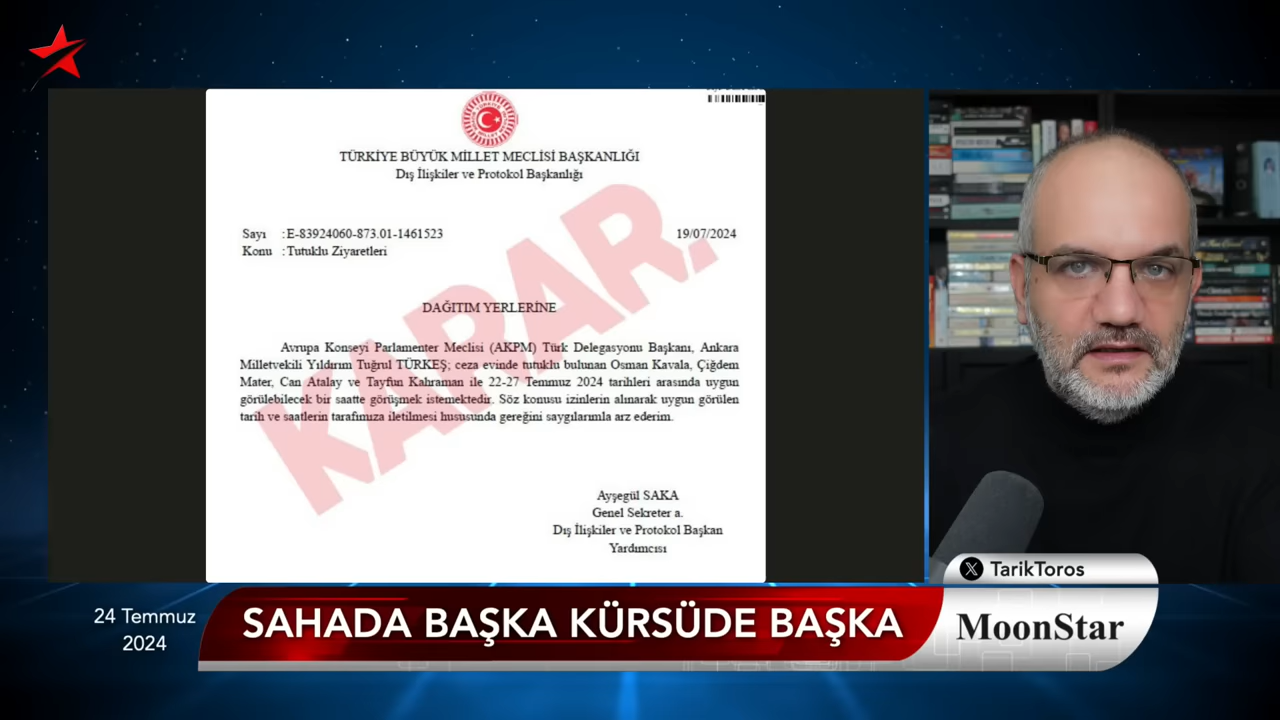 TÜRKİYE BÜYÜK MİLLET MECLİSİ BAŞKANLIĞI
Dış İlişkiler ve Protokol Başkanlığı
Sayı : E-83924060-873.01-1461523 19/07/2024
Konu : Tutuklu Ziyaretleri
DAĞITIM YERLERİNE
Avrupa Konseyi Parlamenter Meclisi (AKPM) Türk Delegasyonu Başkanı, Ankara
Milletvekili Yıldırım Tuğrul TÜRKEŞ; ceza evinde tutuklu bulunan Osman Kavala, Çiğdem
Mater, Can Atalay ve Tayfun Kahraman ile 22-27 Temmuz 2024 tarihleri arasında uygun
görülebilecek bir saatte görüşmek istemektedir. Söz konusu izinlerin alınarak uygun görülen
tarih ve saatlerin tarafımıza iletilmesi hususunda gereğini saygılarımla arz ederim.
KARAR.
Ayşegül SAKA
Genel Sekreter a.
Dış İlişkiler ve Protokol Başkan
Yardımcısı
TarikToros
24 Temmuz
2024
SAHADA BAŞKA KÜRSÜDE BAŞKA
MoonStar